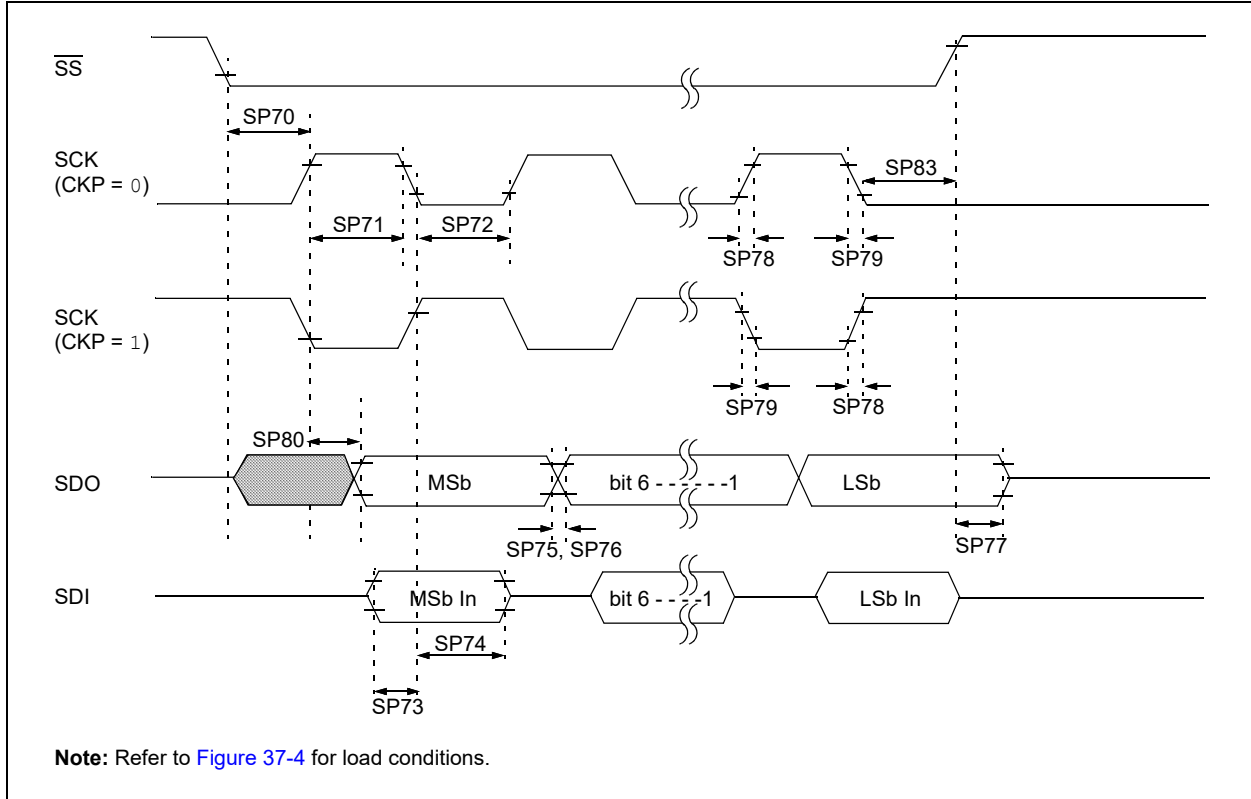 SS
SP70
SCK
(CKP = 0)
SP83
SP71
SP72
SP78
SP79
SCK
(CKP = 1)
SP79
SP78
SP80
SDO
MSb
bit 6 - - - - - -1
LSb
SP75, SP76
SP77
SDI
MSb In
bit 6 - - - -1
LSb In
SP74
SP73
Note: Refer to Figure 37-4 for load conditions.